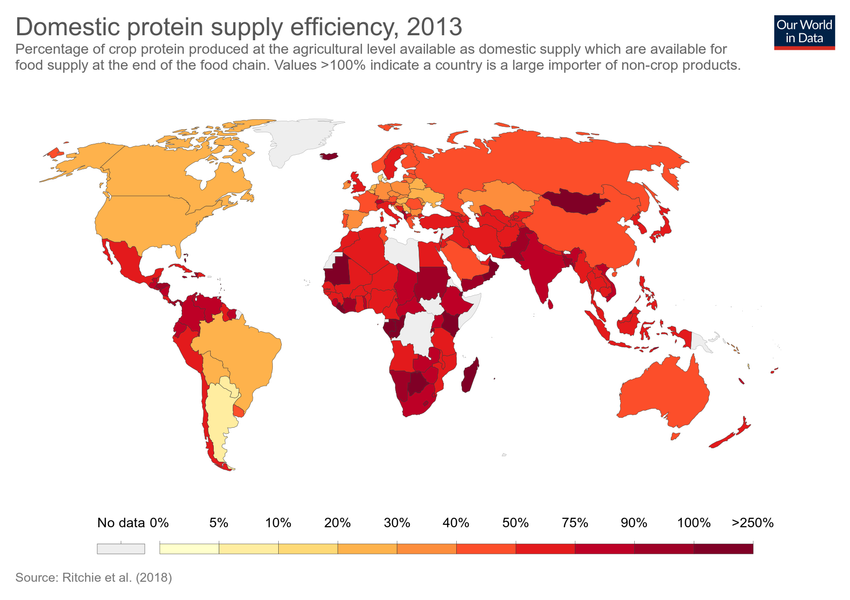 Domestic protein supply efficiency, 2013
Our World
in Data
Percentage of crop protein produced at the agricultural level available as domestic supply which are available for
food supply at the end of the food chain. Values >100% indicate a country is a large importer of non-crop products.
No data 0% 5% 10% 20% 30% 40% 50% 75% 90% 100% >250%
Source: Ritchie et al. (2018)